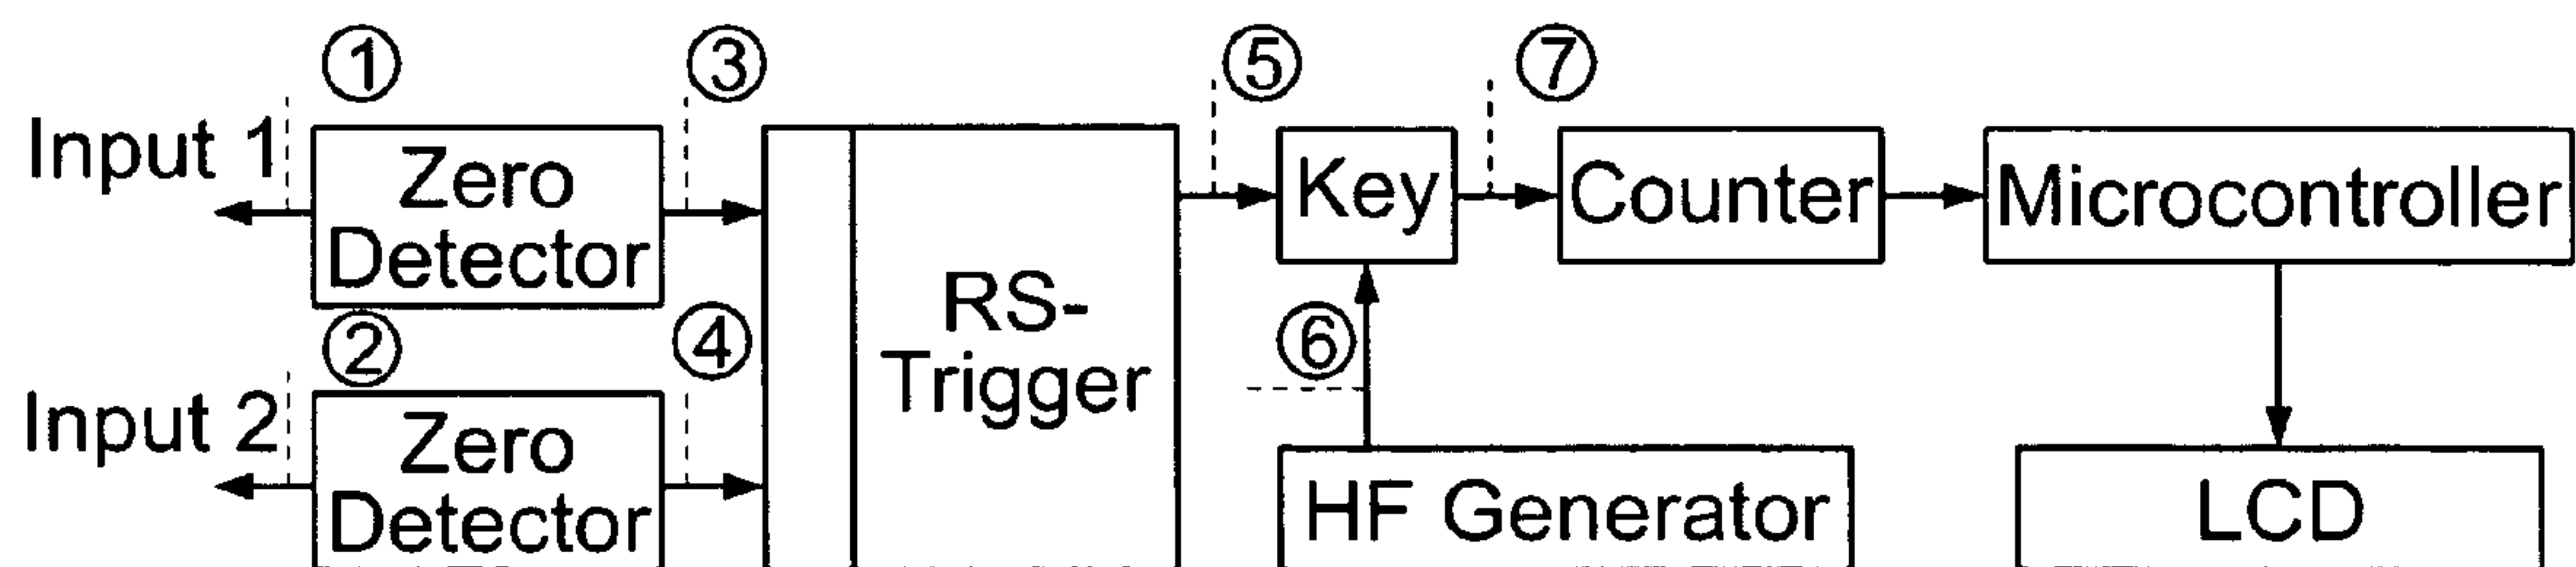 ①
③
⑤
⑦
Input 1
Zero
Detector
RS-
Trigger
Key
Counter
Microcontroller
②
④
⑥
Input 2
Zero
Detector
HF Generator
LCD